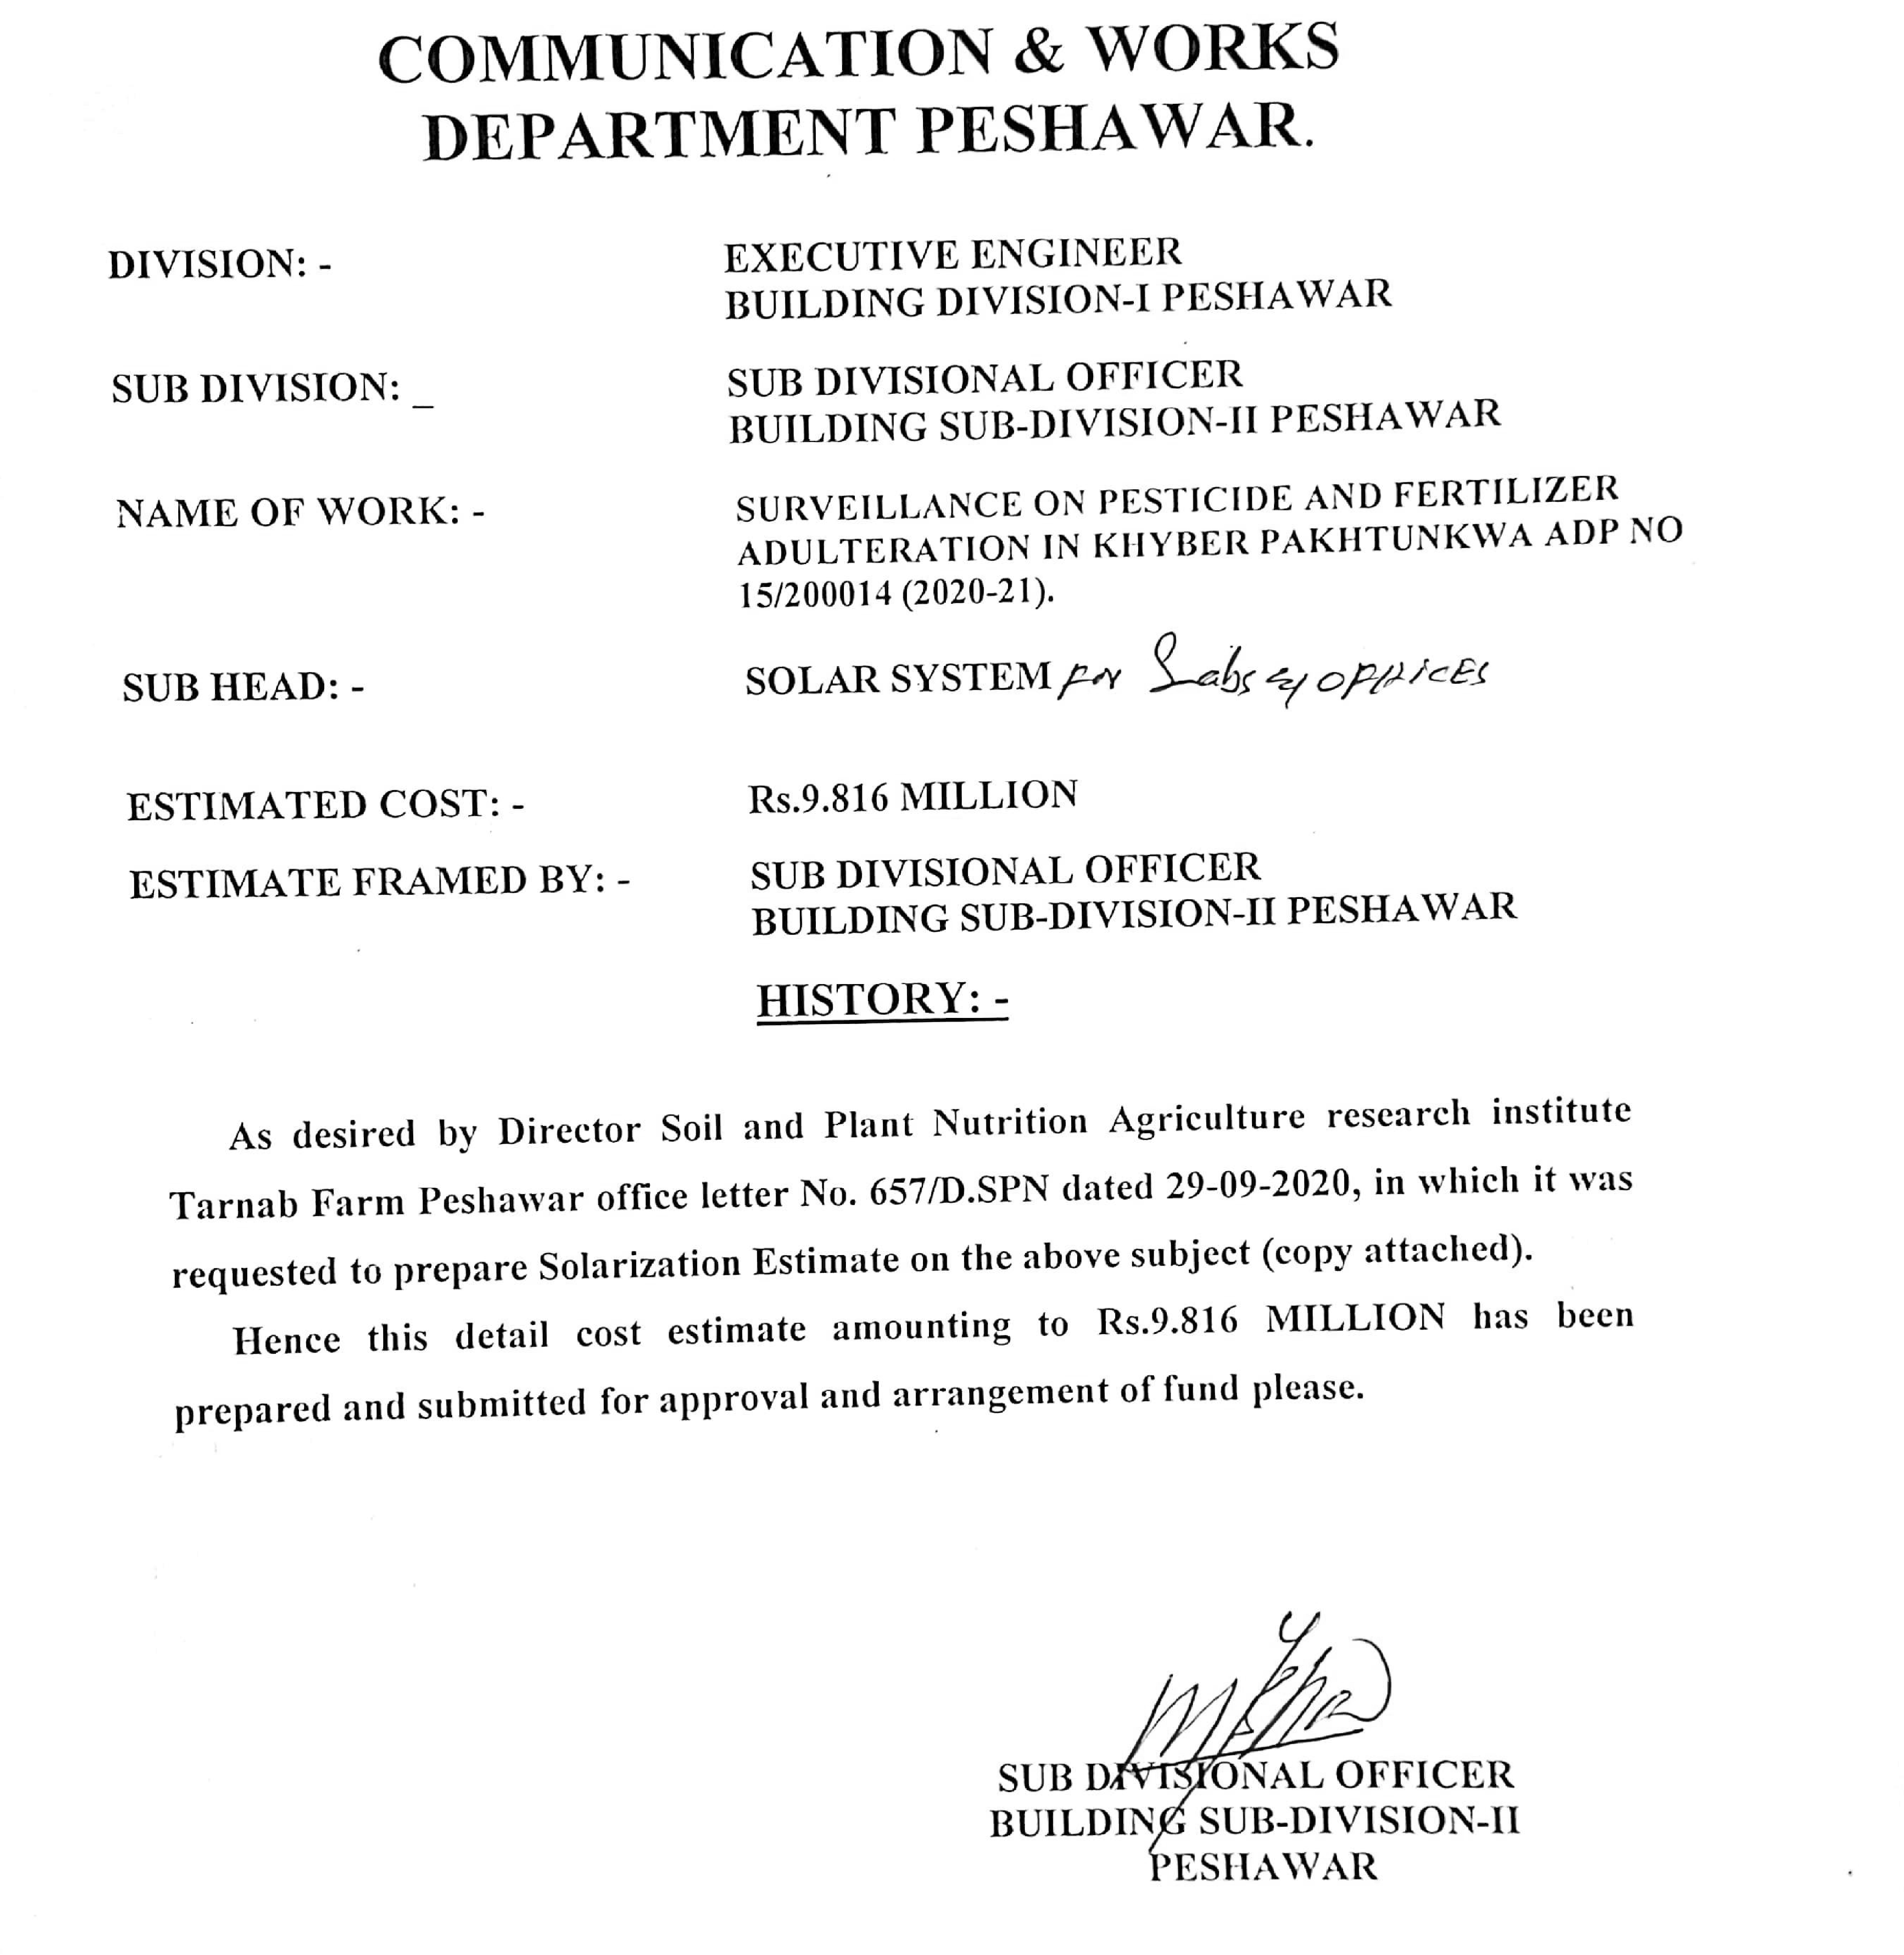 COMMUNICATION & WORKS
DEPARTMENT PESHAWAR.
DIVISION: - EXECUTIVE ENGINEER
BUILDING DIVISION-I PESHAWAR
SUB DIVISION: _ SUB DIVISIONAL OFFICER
BUILDING SUB-DIVISION-II PESHAWAR
NAME OF WORK: - SURVEILLANCE ON PESTICIDE AND FERTILIZER
ADULTERATION IN KHYBER PAKHTUNKWA ADP NO
15/200014 (2020-21).
SUB HEAD: - SOLAR SYSTEM For Labs & OFFICES
ESTIMATED COST: - Rs.9.816 MILLION
ESTIMATE FRAMED BY: - SUB DIVISIONAL OFFICER
BUILDING SUB-DIVISION-II PESHAWAR
HISTORY: -
As desired by Director Soil and Plant Nutrition Agriculture research institute
Tarnab Farm Peshawar office letter No. 657/D.SPN dated 29-09-2020, in which it was
requested to prepare Solarization Estimate on the above subject (copy attached).
Hence this detail cost estimate amounting to Rs.9.816 MILLION has been
prepared and submitted for approval and arrangement of fund please.
SUB DIVISIONAL OFFICER
BUILDING SUB-DIVISION-II
PESHAWAR